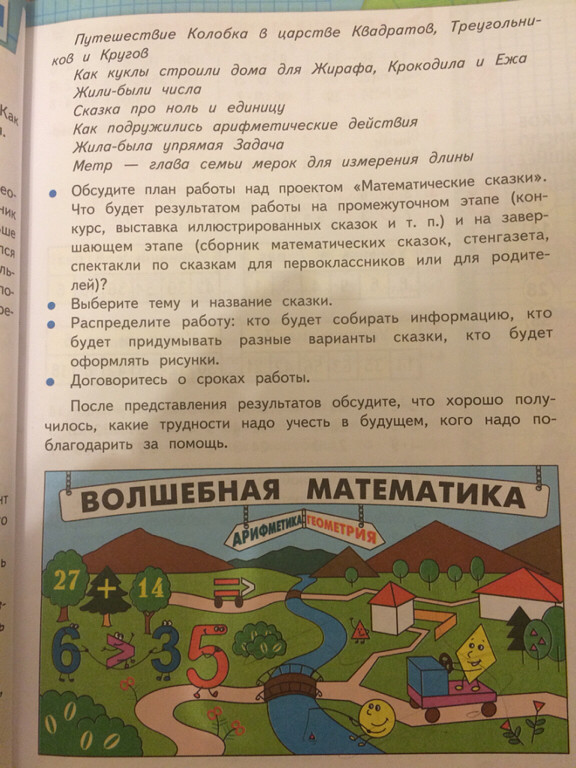 Путешествие Колобка в царстве Квадратов, Треугольни-
ков и Кругов
Как куклы строили дома для Жирафа, Крокодила и Ежа
Жили-были числа
Сказка про ноль и единицу
Как подружились арифметические действия
Жила-была упрямая Задача
Метр — глава семьи мерок для измерения длины
• Обсудите план работы над проектом «Математические сказки».
Что будет результатом работы на промежуточном этапе (кон-
курс, выставка иллюстрированных сказок и т. п.) и на завер-
шающем этапе (сборник математических сказок, стенгазета,
спектакли по сказкам для первоклассников или для родите-
лей)?
• Выберите тему и название сказки.
• Распределите работу: кто будет собирать информацию, кто
будет придумывать разные варианты сказки, кто будет
оформлять рисунки.
• Договоритесь о сроках работы.
После представления результатов обсудите, что хорошо полу-
чилось, какие трудности надо учесть в будущем, кого надо по-
благодарить за помощь.
ВОЛШЕБНАЯ МАТЕМАТИКА
АРИФМЕТИКА ГЕОМЕТРИЯ
27 + 14 =>
6 > 3 5